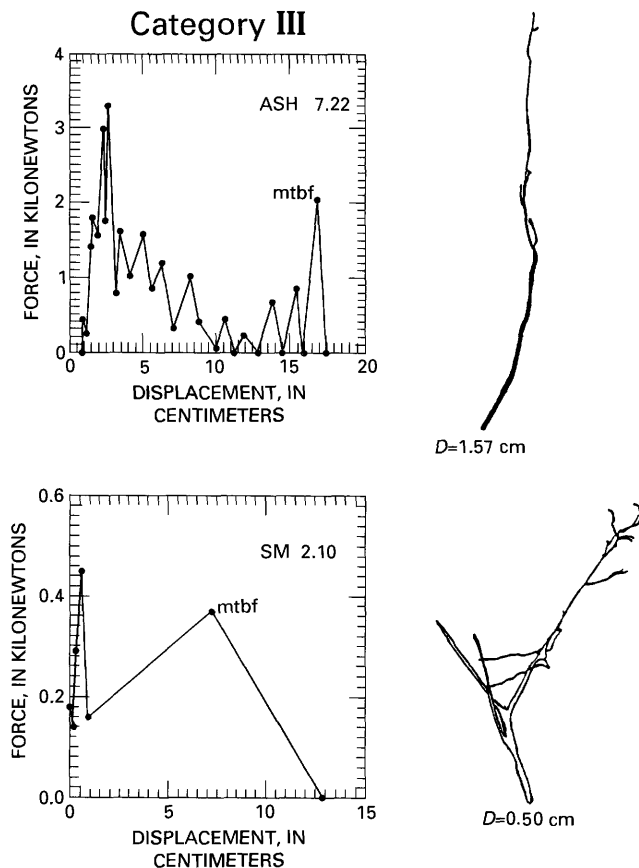 Category III
4
3
2
1
0
FORCE, IN KILONEWTONS
ASH 7.22
mtbf
0 5 10 15 20
DISPLACEMENT, IN
CENTIMETERS
D=1.57 cm
0.6
0.4
0.2
0.0
FORCE, IN KILONEWTONS
SM 2.10
mtbf
0 5 10 15
DISPLACEMENT, IN
CENTIMETERS
D=0.50 cm